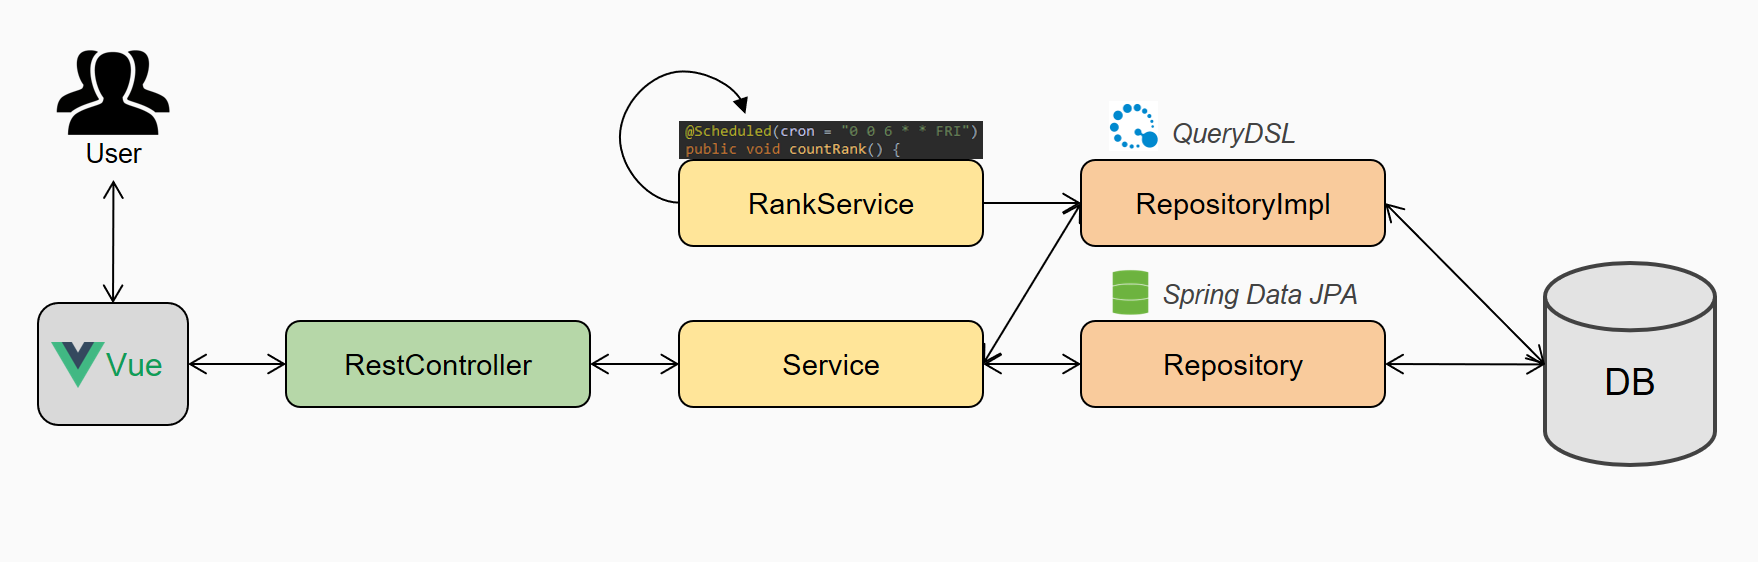 User
@Scheduled(cron = "0 0 6 * * FRI")
public void countRank() {
QueryDSL
RankService
RepositoryImpl
Spring Data JPA
Vue
RestController
Service
Repository
DB